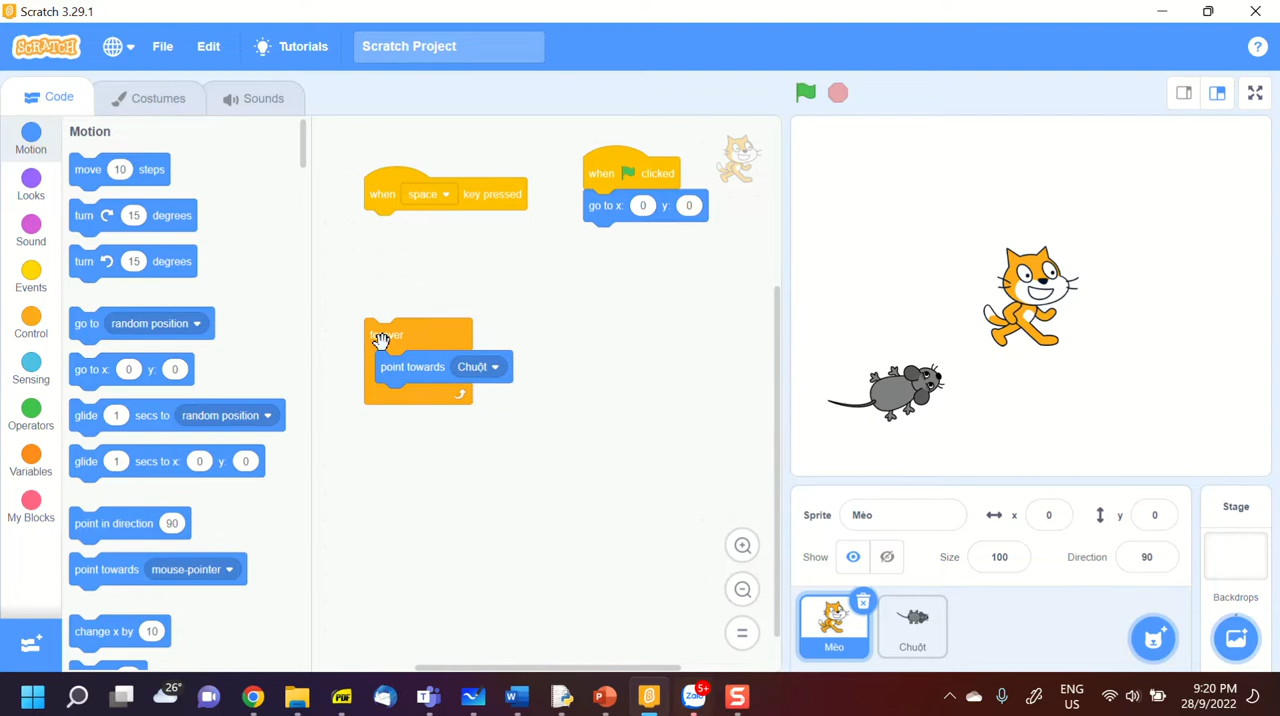 Scratch 3.29.1
SCRATCH
File
Edit
Tutorials
Scratch Project
?
Code
Costumes
Sounds
Motion
Looks
Sound
Events
Control
Sensing
Operators
Variables
My Blocks
Motion
move 10 steps
turn 15 degrees
turn 15 degrees
go to random position
go to x: 0 y: 0
glide 1 secs to random position
glide 1 secs to x: 0 y: 0
point in direction 90
point towards mouse-pointer
change x by 10
when space key pressed
when clicked
go to x: 0 y: 0
point towards Chuột
Sprite Mèo x 0 y 0
Show Size 100 Direction 90
Mèo
Chuột
Stage
Backdrops
26°
PDF
Zalo
5+
S
ENG
US
9:20 PM
28/9/2022